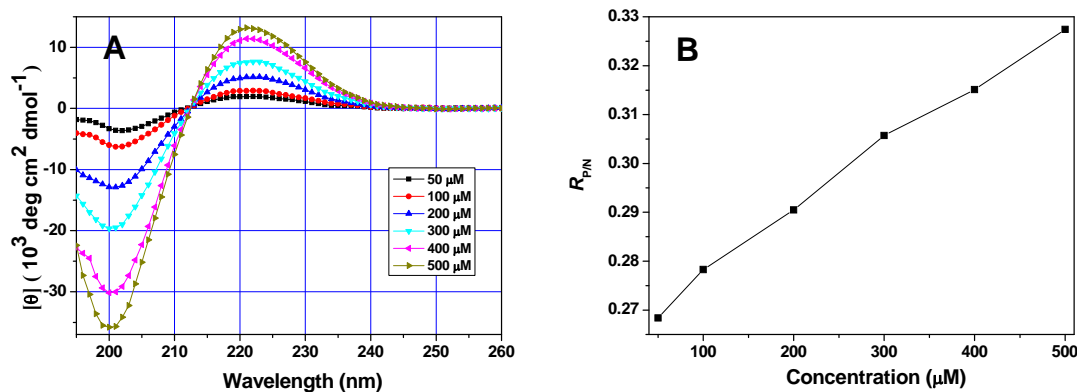 A
[θ] ( 10³ deg cm² dmol⁻¹)
10
0
-10
-20
-30
50 μM
100 μM
200 μM
300 μM
400 μM
500 μM
200 210 220 230 240 250 260
Wavelength (nm)
B
R_P/N
0.33
0.32
0.31
0.30
0.29
0.28
0.27
100 200 300 400 500
Concentration (μM)